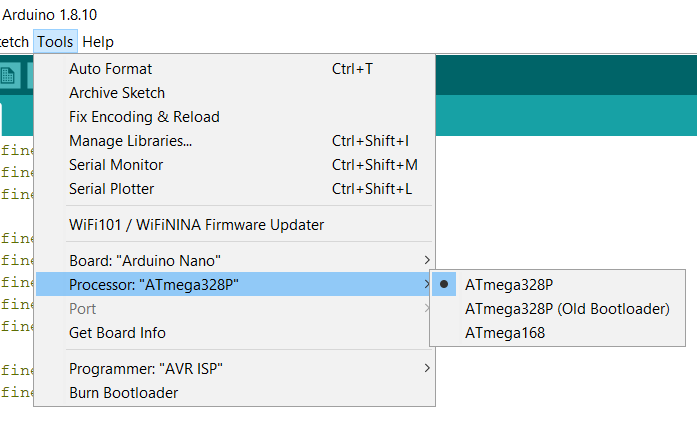 Arduino 1.8.10
etch Tools Help
Auto Format Ctrl+T
Archive Sketch
Fix Encoding & Reload
Manage Libraries... Ctrl+Shift+I
Serial Monitor Ctrl+Shift+M
Serial Plotter Ctrl+Shift+L
WiFi101 / WiFiNINA Firmware Updater
Board: "Arduino Nano"
Processor: "ATmega328P"
Port
Get Board Info
Programmer: "AVR ISP"
Burn Bootloader
ATmega328P
ATmega328P (Old Bootloader)
ATmega168
fine
fine
fine
fine
fine
fine
fine
fine
fine
fine